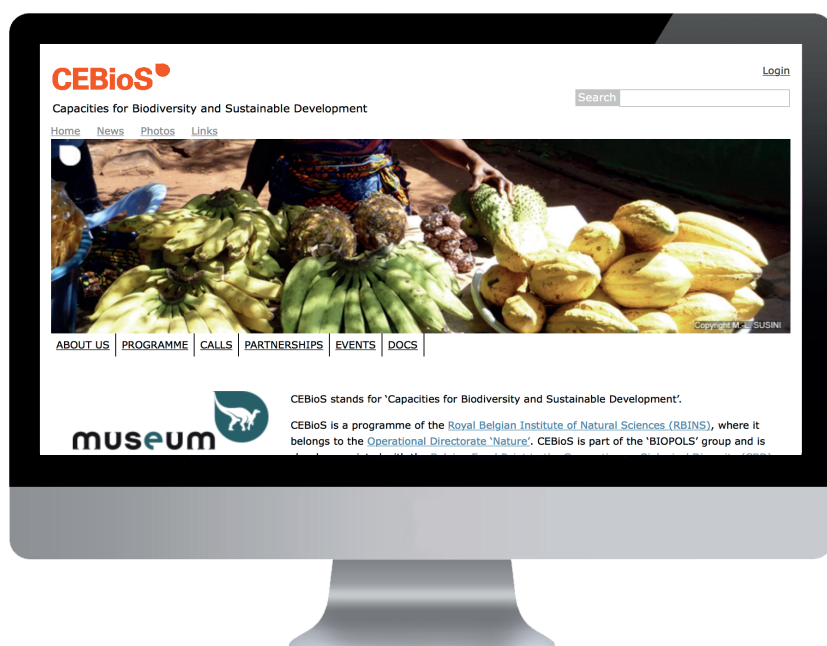 CEBioS
Login
Search
Capacities for Biodiversity and Sustainable Development
Home News Photos Links
Copyright M.-L. SUSINI
ABOUT US PROGRAMME CALLS PARTNERSHIPS EVENTS DOCS
museum
CEBioS stands for ‘Capacities for Biodiversity and Sustainable Development’.
CEBioS is a programme of the Royal Belgian Institute of Natural Sciences (RBINS), where it
belongs to the Operational Directorate ‘Nature’. CEBioS is part of the ‘BIOPOLS’ group and is